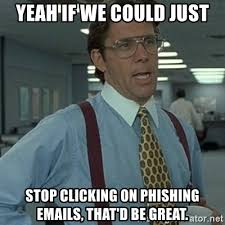 YEAH'IF WE COULD JUST
STOP CLICKING ON PHISHING
EMAILS, THAT'D BE GREAT.
ator.net